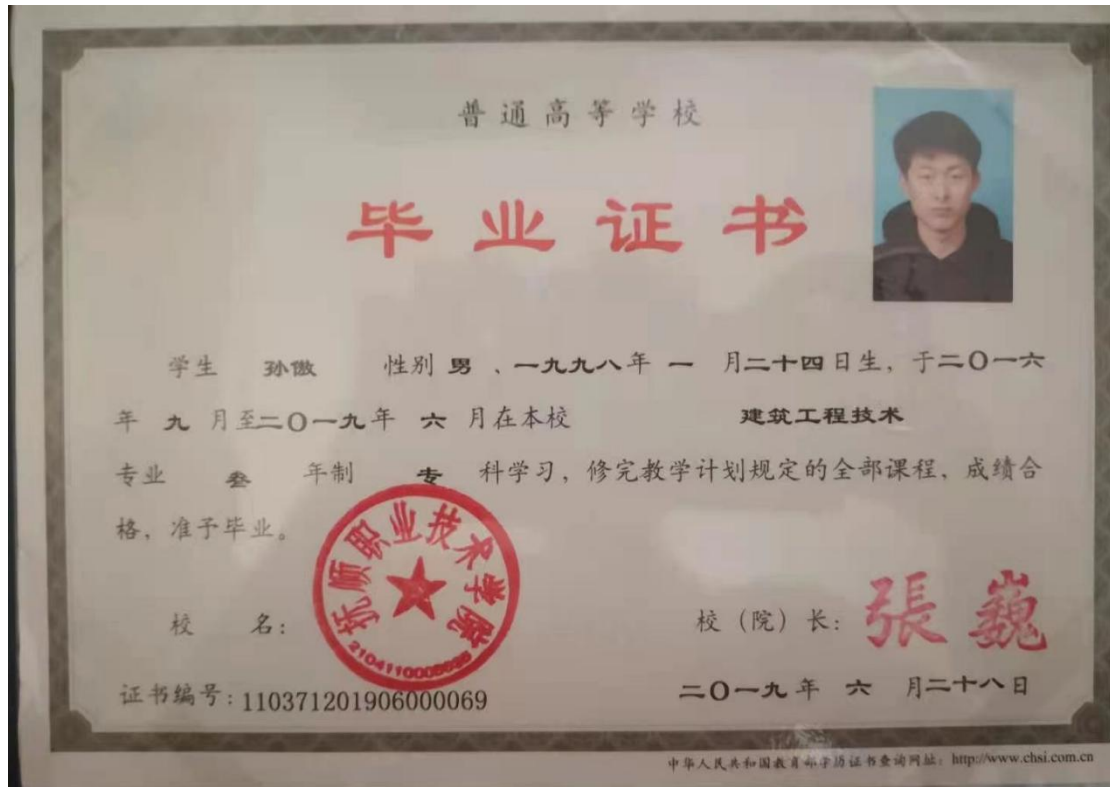 普通高等学校
毕业证书
学生 孙傲 性别 男 、一九九八年 一 月二十四日生，于二〇一六
年 九 月至二〇一九年 六 月在本校 建筑工程技术
专业 叁 年制 专 科学习，修完教学计划规定的全部课程，成绩合
格，准予毕业。
抚顺职业技术学院
校 名：
校（院）长：張巍
证书编号：110371201906000069
二〇一九年 六 月二十八日
中华人民共和国教育部学历证书查询网址：http://www.chsi.com.cn